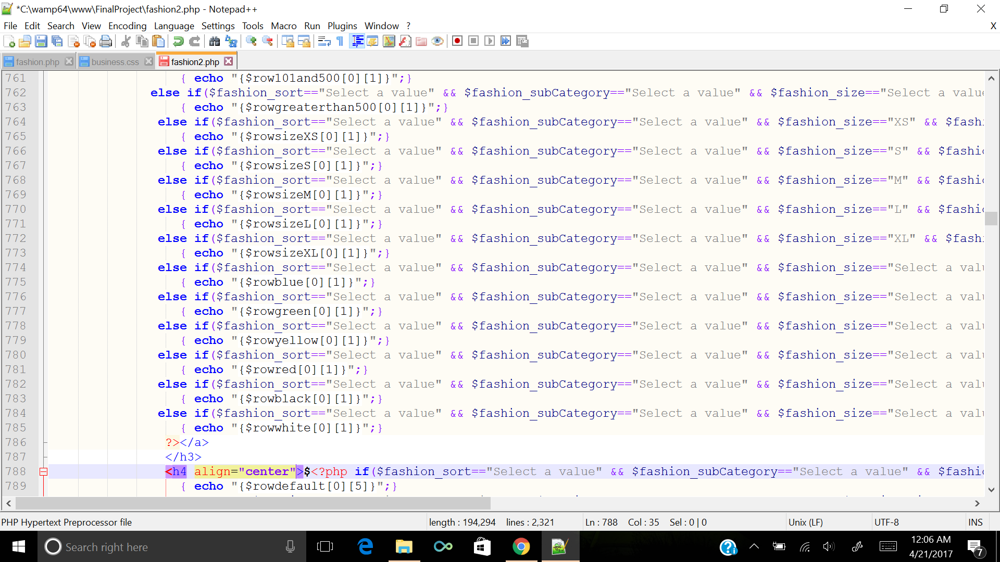 *C:\wamp64\www\FinalProject\fashion2.php - Notepad++
File Edit Search View Encoding Language Settings Tools Macro Run Plugins Window ? X
fashion.php business.css fashion2.php
761 { echo "{$row101and500[0][1]}";}
762 else if($fashion_sort=="Select a value" && $fashion_subCategory=="Select a value" && $fashion_size=="Select a value
763 { echo "{$rowgreaterthan500[0][1]}";}
764 else if($fashion_sort=="Select a value" && $fashion_subCategory=="Select a value" && $fashion_size=="XS" && $fashi
765 { echo "{$rowsizeXS[0][1]}";}
766 else if($fashion_sort=="Select a value" && $fashion_subCategory=="Select a value" && $fashion_size=="S" && $fashio
767 { echo "{$rowsizeS[0][1]}";}
768 else if($fashion_sort=="Select a value" && $fashion_subCategory=="Select a value" && $fashion_size=="M" && $fashio
769 { echo "{$rowsizeM[0][1]}";}
770 else if($fashion_sort=="Select a value" && $fashion_subCategory=="Select a value" && $fashion_size=="L" && $fashio
771 { echo "{$rowsizeL[0][1]}";}
772 else if($fashion_sort=="Select a value" && $fashion_subCategory=="Select a value" && $fashion_size=="XL" && $fashi
773 { echo "{$rowsizeXL[0][1]}";}
774 else if($fashion_sort=="Select a value" && $fashion_subCategory=="Select a value" && $fashion_size=="Select a valu
775 { echo "{$rowblue[0][1]}";}
776 else if($fashion_sort=="Select a value" && $fashion_subCategory=="Select a value" && $fashion_size=="Select a valu
777 { echo "{$rowgreen[0][1]}";}
778 else if($fashion_sort=="Select a value" && $fashion_subCategory=="Select a value" && $fashion_size=="Select a valu
779 { echo "{$rowyellow[0][1]}";}
780 else if($fashion_sort=="Select a value" && $fashion_subCategory=="Select a value" && $fashion_size=="Select a valu
781 { echo "{$rowred[0][1]}";}
782 else if($fashion_sort=="Select a value" && $fashion_subCategory=="Select a value" && $fashion_size=="Select a valu
783 { echo "{$rowblack[0][1]}";}
784 else if($fashion_sort=="Select a value" && $fashion_subCategory=="Select a value" && $fashion_size=="Select a valu
785 { echo "{$rowwhite[0][1]}";}
786 ?></a>
787 </h3>
788 <h4 align="center">$<?php if($fashion_sort=="Select a value" && $fashion_subCategory=="Select a value" && $fashio
789 { echo "{$rowdefault[0][5]}";}
PHP Hypertext Preprocessor file length : 194,294 lines : 2,321 Ln : 788 Col : 35 Sel : 0 | 0 Unix (LF) UTF-8 INS
Search right here
12:06 AM
4/21/2017
7